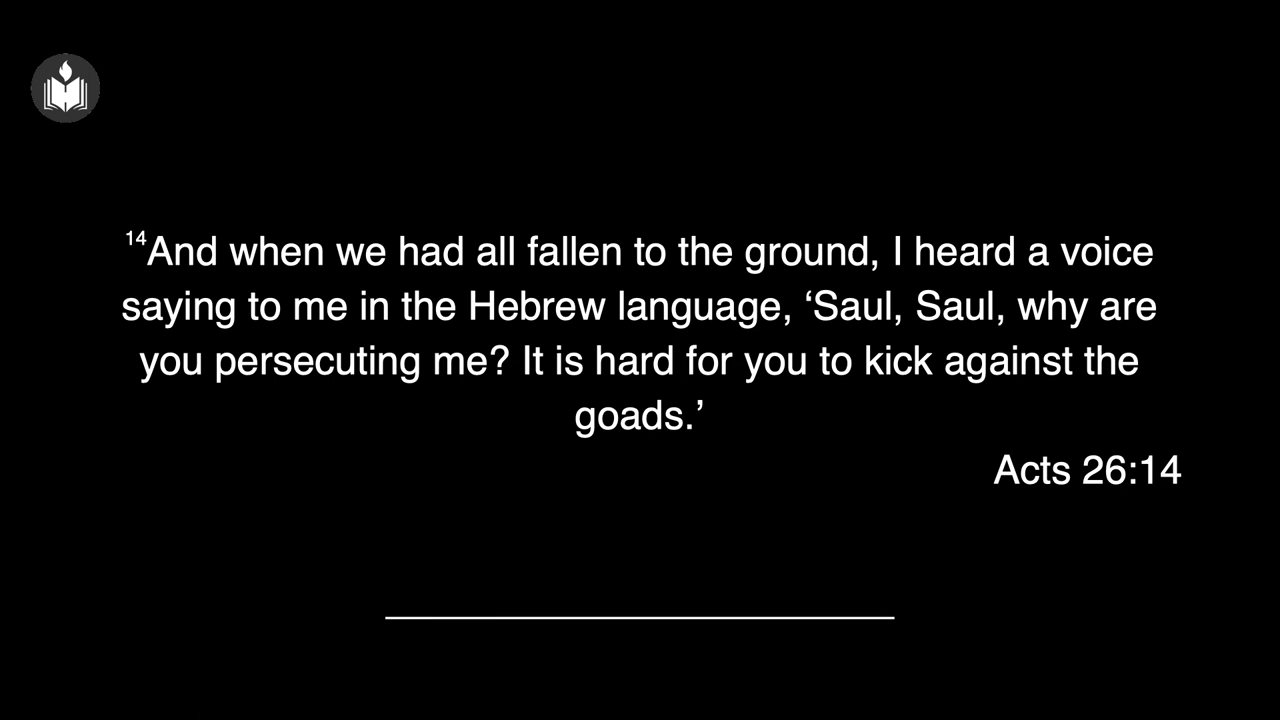 14And when we had all fallen to the ground, I heard a voice
saying to me in the Hebrew language, ‘Saul, Saul, why are
you persecuting me? It is hard for you to kick against the
goads.’
Acts 26:14